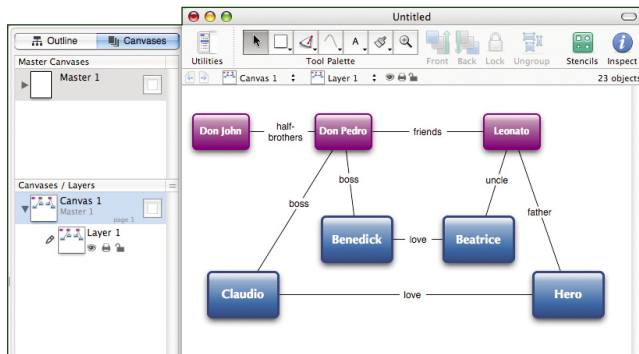 Untitled
Outline
Canvases
Utilities
Tool Palette
A
Front
Back
Lock
Ungroup
Stencils
Inspect
Master Canvases
Master 1
Canvas 1
Layer 1
23 objects
Don John
half-
brothers
Don Pedro
friends
Leonato
boss
boss
uncle
father
Canvases / Layers
Canvas 1
Master 1
page 1
Layer 1
Benedick
love
Beatrice
Claudio
love
Hero